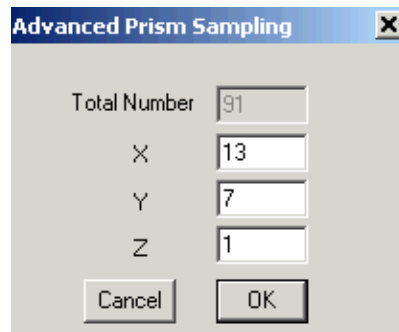 Advanced Prism Sampling
Total Number 91
X 13
Y 7
Z 1
Cancel OK